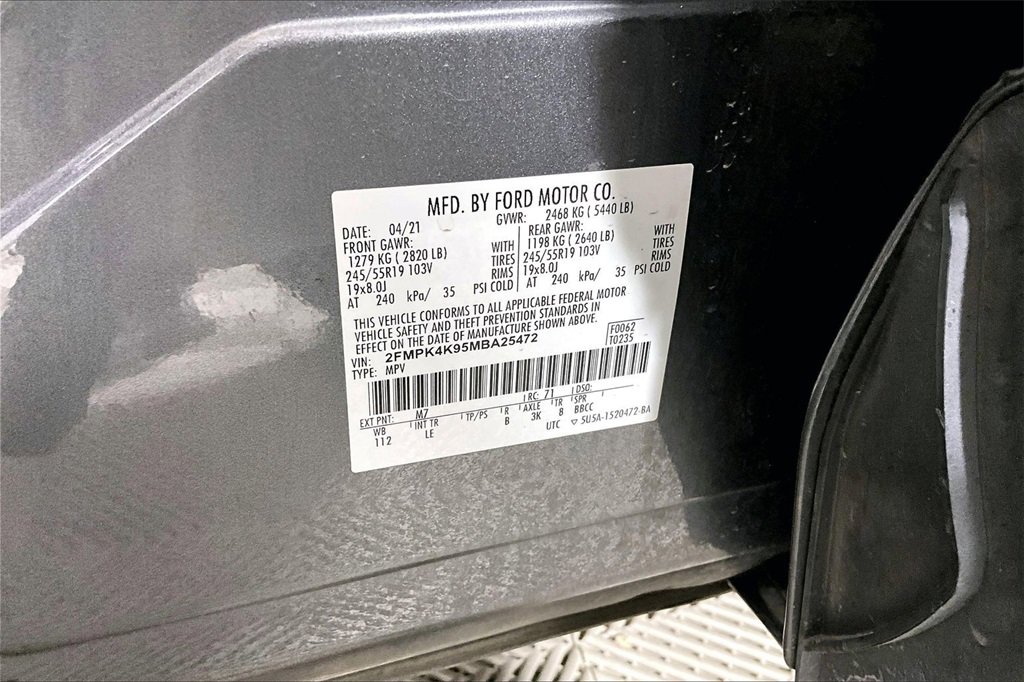 MFD. BY FORD MOTOR CO.
DATE: 04/21 GVWR: 2468 KG ( 5440 LB)
FRONT GAWR: REAR GAWR:
1279 KG ( 2820 LB) WITH 1198 KG ( 2640 LB) WITH
245/55R19 103V TIRES 245/55R19 103V TIRES
19x8.0J RIMS 19x8.0J RIMS
AT 240 kPa/ 35 PSI COLD AT 240 kPa/ 35 PSI COLD
THIS VEHICLE CONFORMS TO ALL APPLICABLE FEDERAL MOTOR
VEHICLE SAFETY AND THEFT PREVENTION STANDARDS IN
EFFECT ON THE DATE OF MANUFACTURE SHOWN ABOVE.
VIN: 2FMPK4K95MBA25472 F0062
TYPE: MPV T0235
EXT PNT: M7 RC: 71 DSO:
WB INT TR TP/PS R AXLE TR SPR
112 LE B 3K 8 BBCC
UTC ▽ 5U5A-1520472-BA